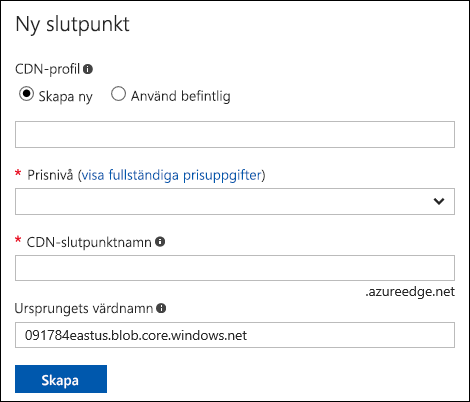 Ny slutpunkt
CDN-profil
Skapa ny Använd befintlig
* Prisnivå (visa fullständiga prisuppgifter)
* CDN-slutpunktnamn
.azureedge.net
Ursprungets värdnamn
091784eastus.blob.core.windows.net
Skapa